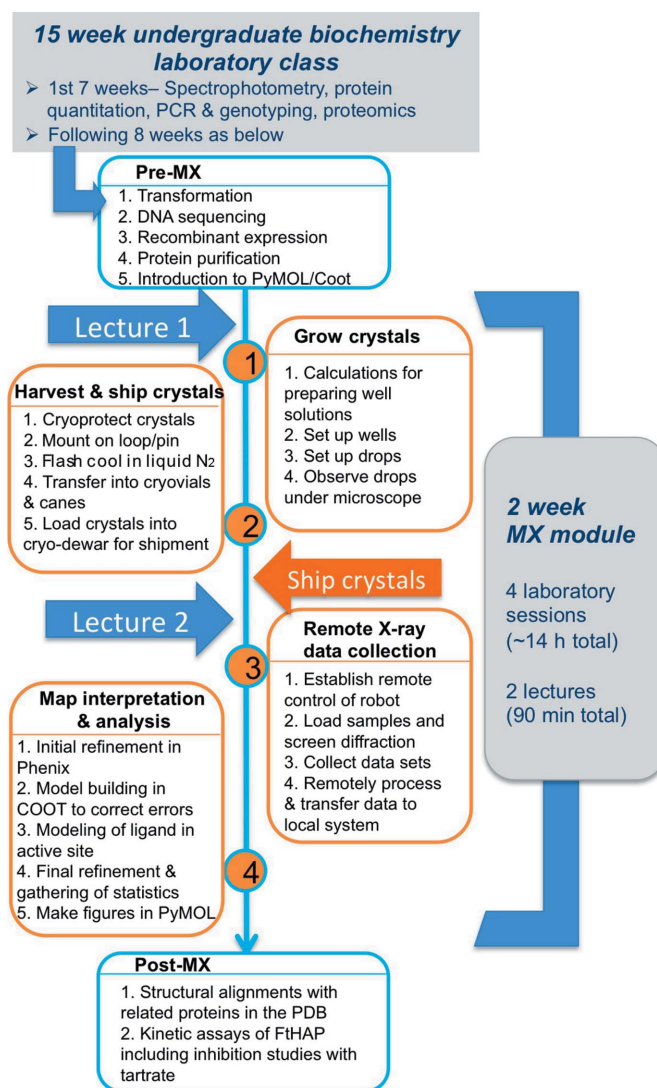 15 week undergraduate biochemistry
laboratory class
➢ 1st 7 weeks– Spectrophotometry, protein
quantitation, PCR & genotyping, proteomics
➢ Following 8 weeks as below
Pre-MX
1. Transformation
2. DNA sequencing
3. Recombinant expression
4. Protein purification
5. Introduction to PyMOL/Coot
Lecture 1
1
Grow crystals
1. Calculations for
preparing well
solutions
2. Set up wells
3. Set up drops
4. Observe drops
under microscope
Harvest & ship crystals
1. Cryoprotect crystals
2. Mount on loop/pin
3. Flash cool in liquid N2
4. Transfer into cryovials
& canes
5. Load crystals into
cryo-dewar for shipment
2
Ship crystals
Lecture 2
3
Remote X-ray
data collection
1. Establish remote
control of robot
2. Load samples and
screen diffraction
3. Collect data sets
4. Remotely process
& transfer data to
local system
Map interpretation
& analysis
1. Initial refinement in
Phenix
2. Model building in
COOT to correct errors
3. Modeling of ligand in
active site
4. Final refinement &
gathering of statistics
5. Make figures in PyMOL
4
2 week
MX module
4 laboratory
sessions
(~14 h total)
2 lectures
(90 min total)
Post-MX
1. Structural alignments with
related proteins in the PDB
2. Kinetic assays of FtHAP
including inhibition studies with
tartrate